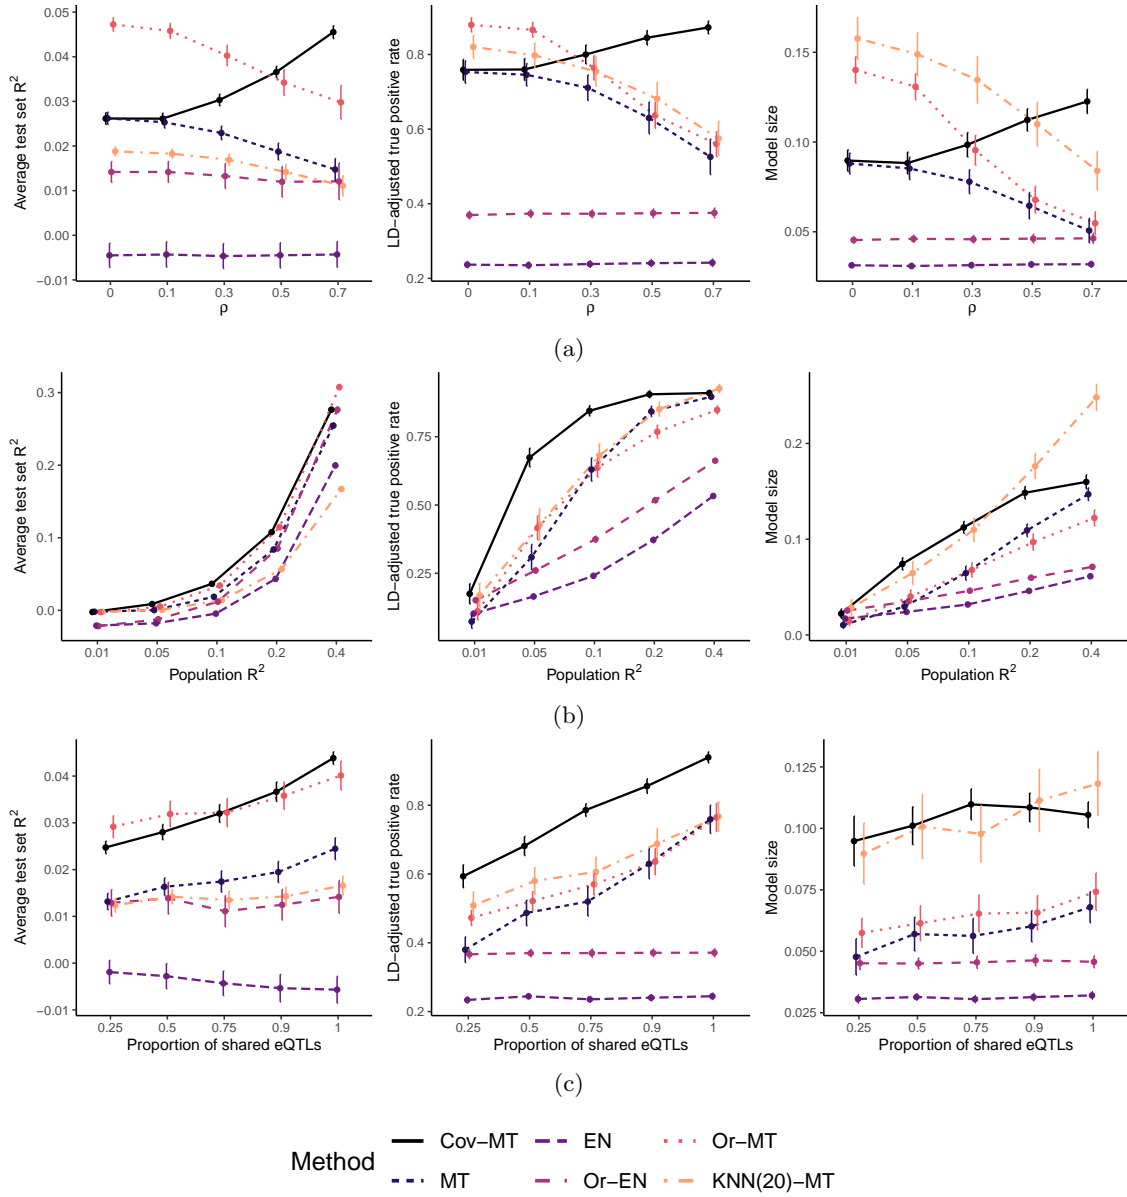 Average test set R²
0.05
0.04
0.03
0.02
0.01
0.00
−0.01
0 0.1 0.3 0.5 0.7
ρ
LD−adjusted true positive rate
0.8
0.6
0.4
0.2
0 0.1 0.3 0.5 0.7
ρ
Model size
0.15
0.10
0.05
0 0.1 0.3 0.5 0.7
ρ
(a)
Average test set R²
0.3
0.2
0.1
0.0
0.01 0.05 0.1 0.2 0.4
Population R²
LD−adjusted true positive rate
0.75
0.50
0.25
0.01 0.05 0.1 0.2 0.4
Population R²
Model size
0.2
0.1
0.0
0.01 0.05 0.1 0.2 0.4
Population R²
(b)
Average test set R²
0.04
0.03
0.02
0.01
0.00
−0.01
0.25 0.5 0.75 0.9 1
Proportion of shared eQTLs
LD−adjusted true positive rate
0.8
0.6
0.4
0.2
0.25 0.5 0.75 0.9 1
Proportion of shared eQTLs
Model size
0.125
0.100
0.075
0.050
0.025
0.25 0.5 0.75 0.9 1
Proportion of shared eQTLs
(c)
Method
Cov−MT EN Or−MT
MT Or−EN KNN(20)−MT